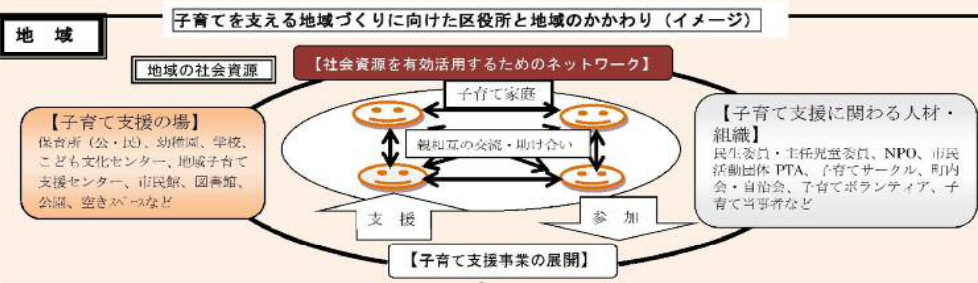 子育てを支える地域づくりに向けた区役所と地域のかかわり（イメージ）
地 域
地域の社会資源
【社会資源を有効活用するためのネットワーク】
子育て家庭
親相互の交流・助け合い
【子育て支援の場】
保育所（公・民）、幼稚園、学校、
こども文化センター、地域子育て
支援センター、市民館、図書館、
公園、空きスペースなど
【子育て支援に関わる人材・
組織】
民生委員・主任児童委員、NPO、市民
活動団体 PTA、子育てサークル、町内
会・自治会、子育てボランティア、子
育て当事者など
支 援
参 加
【子育て支援事業の展開】